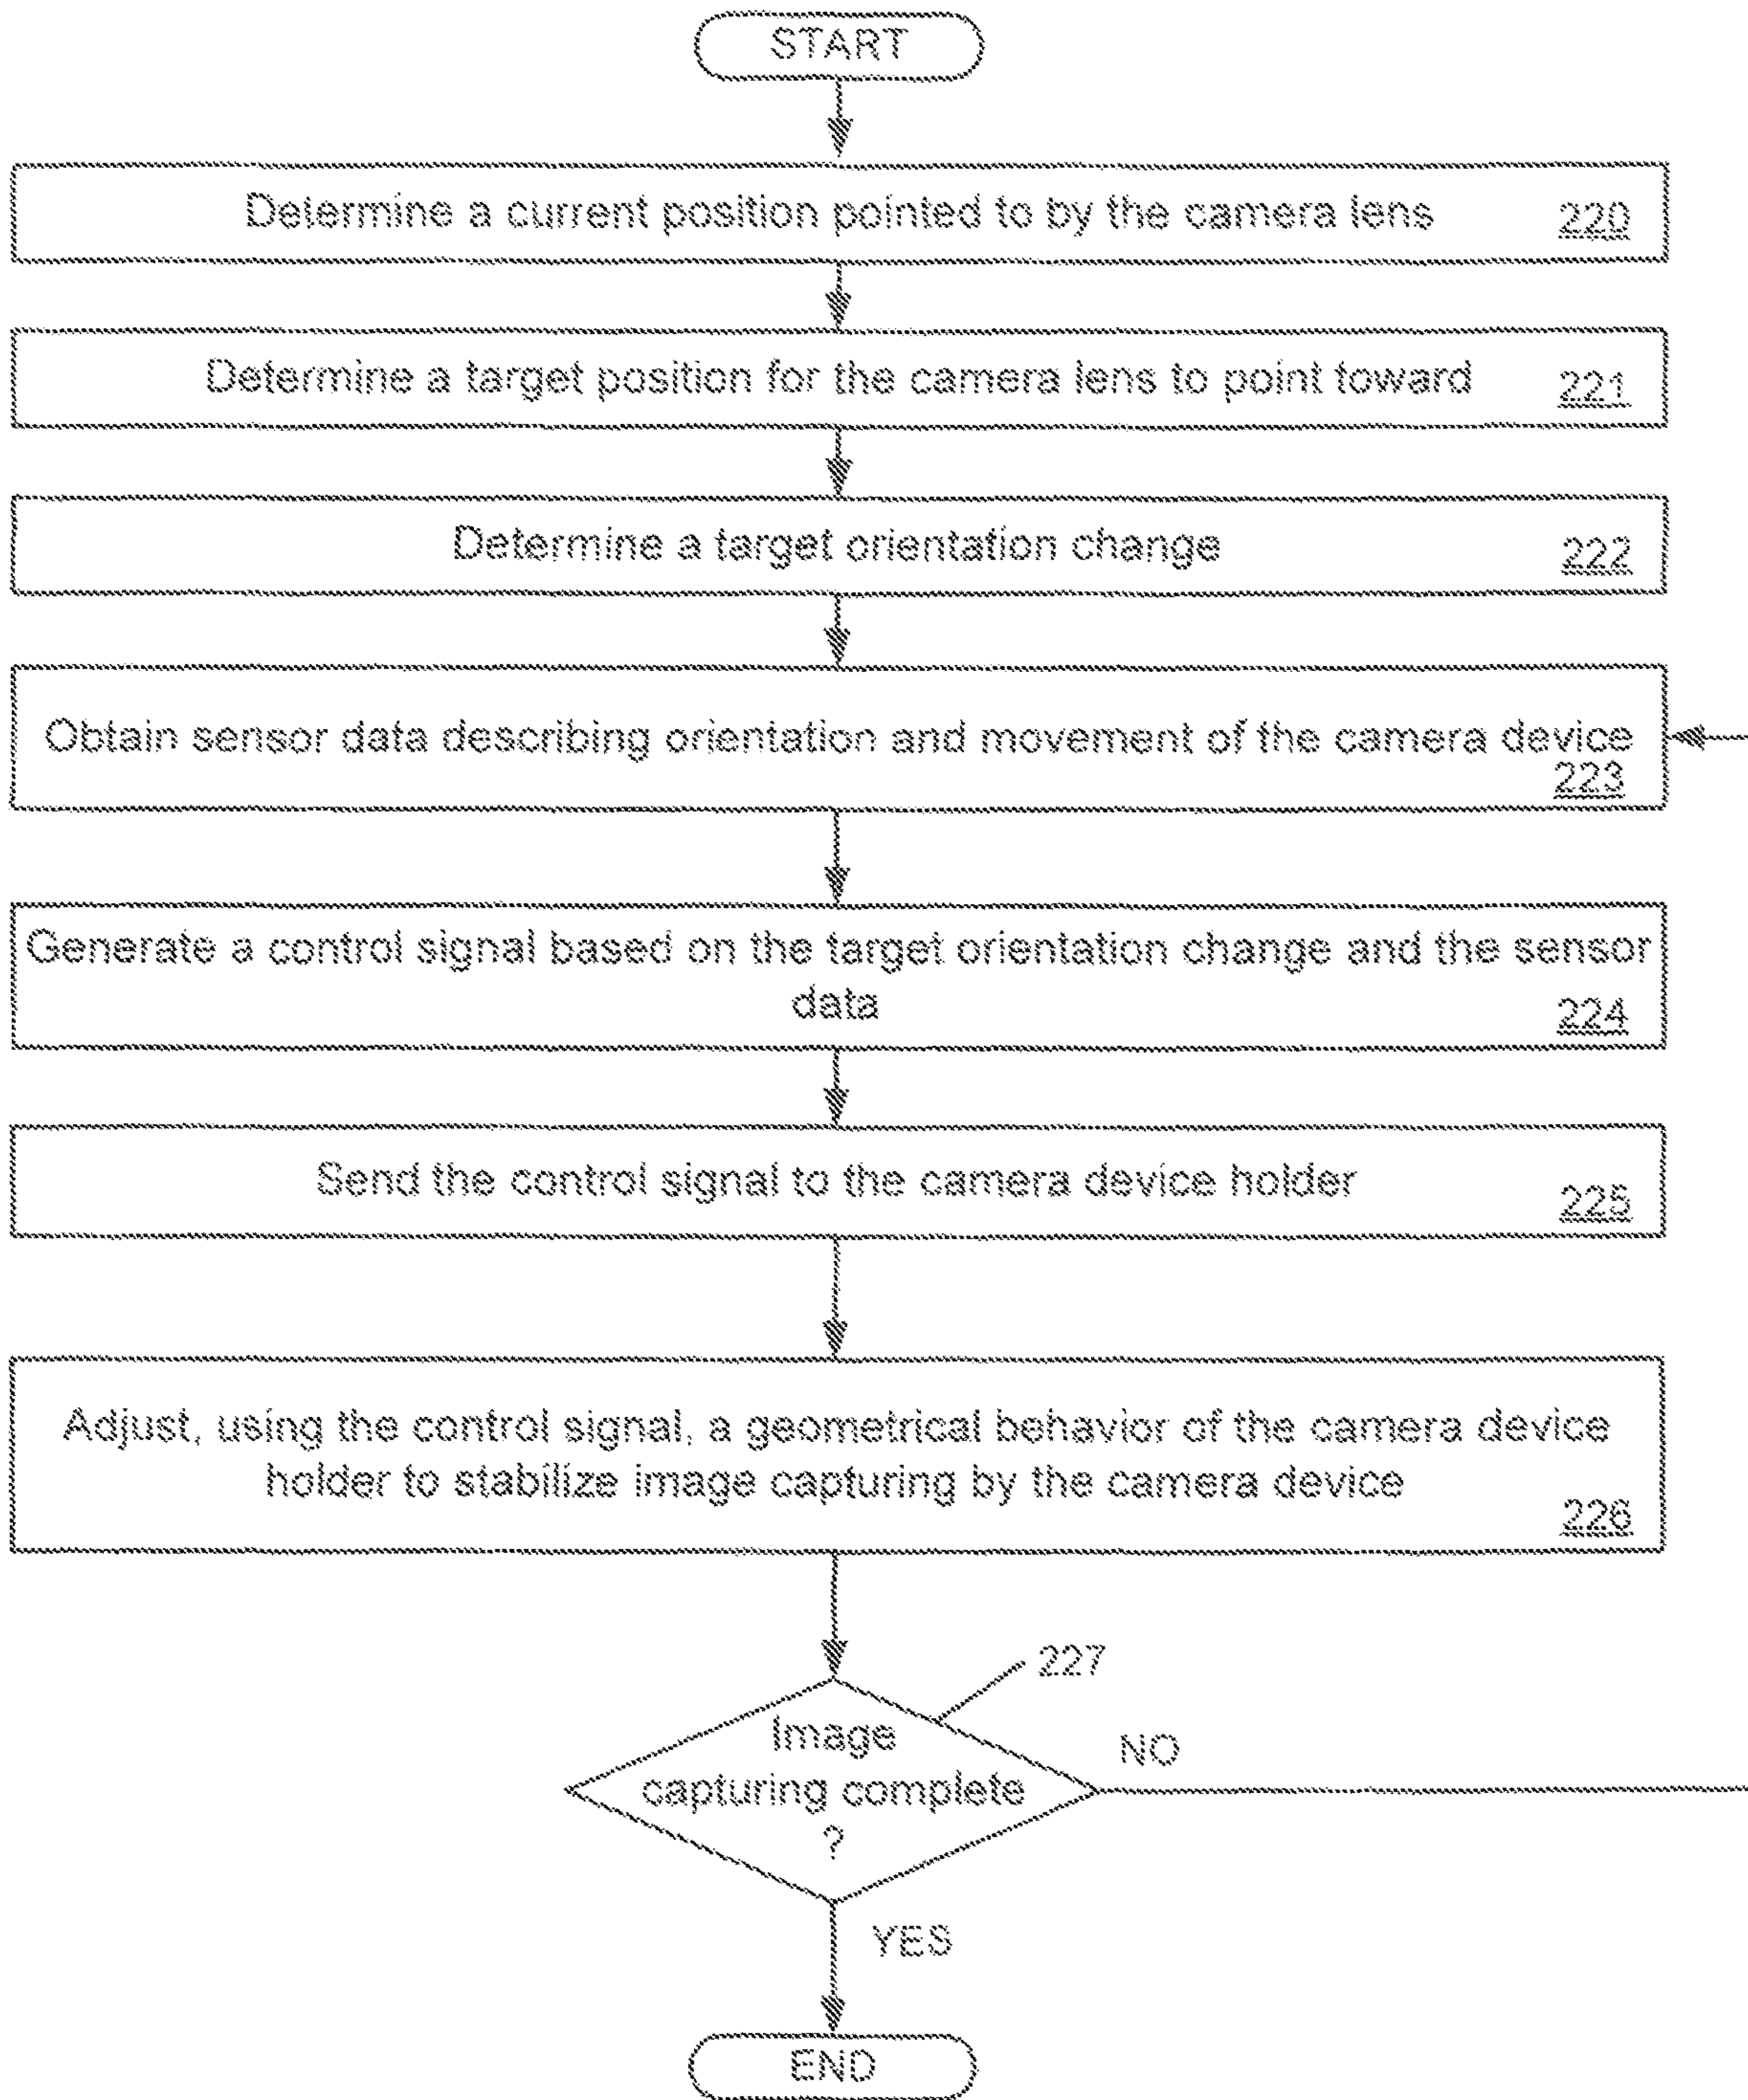 START
Determine a current position pointed to by the camera lens
220
Determine a target position for the camera lens to point toward
221
Determine a target orientation change
222
Obtain sensor data describing orientation and movement of the camera device
223
Generate a control signal based on the target orientation change and the sensor
data
224
Send the control signal to the camera device holder
225
Adjust, using the control signal, a geometrical behavior of the camera device
holder to stabilize image capturing by the camera device
226
227
Image
capturing complete
?
NO
YES
END